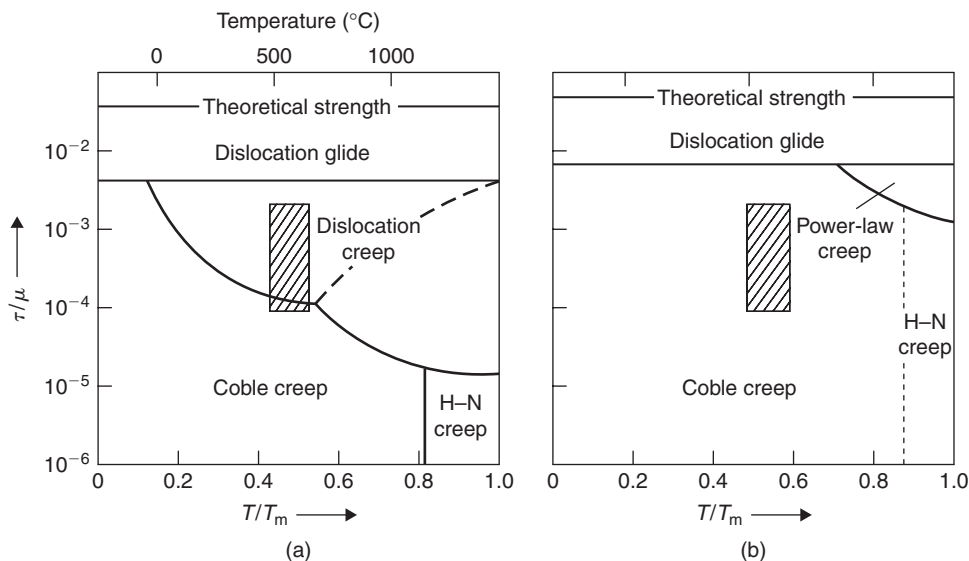 Temperature (°C)
0 500 1000
Theoretical strength
Dislocation glide
Dislocation
creep
Coble creep
H–N
creep
10⁻²
10⁻³
10⁻⁴
10⁻⁵
10⁻⁶
τ/μ
0 0.2 0.4 0.6 0.8 1.0
T/Tₘ
(a)
Theoretical strength
Dislocation glide
Power-law
creep
H–N
creep
Coble creep
0 0.2 0.4 0.6 0.8 1.0
T/Tₘ
(b)